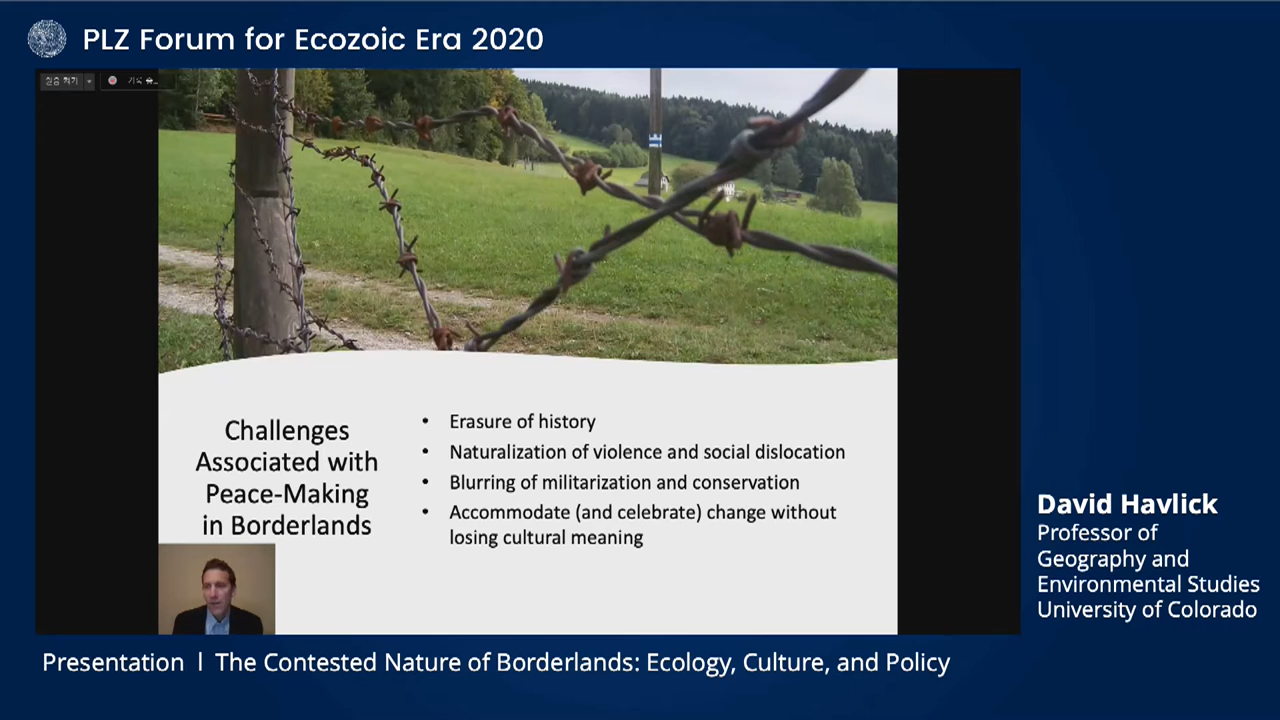 PLZ Forum for Ecozoic Era 2020
Challenges
Associated with
Peace-Making
in Borderlands
• Erasure of history
• Naturalization of violence and social dislocation
• Blurring of militarization and conservation
• Accommodate (and celebrate) change without
losing cultural meaning
David Havlick
Professor of
Geography and
Environmental Studies
University of Colorado
Presentation l The Contested Nature of Borderlands: Ecology, Culture, and Policy